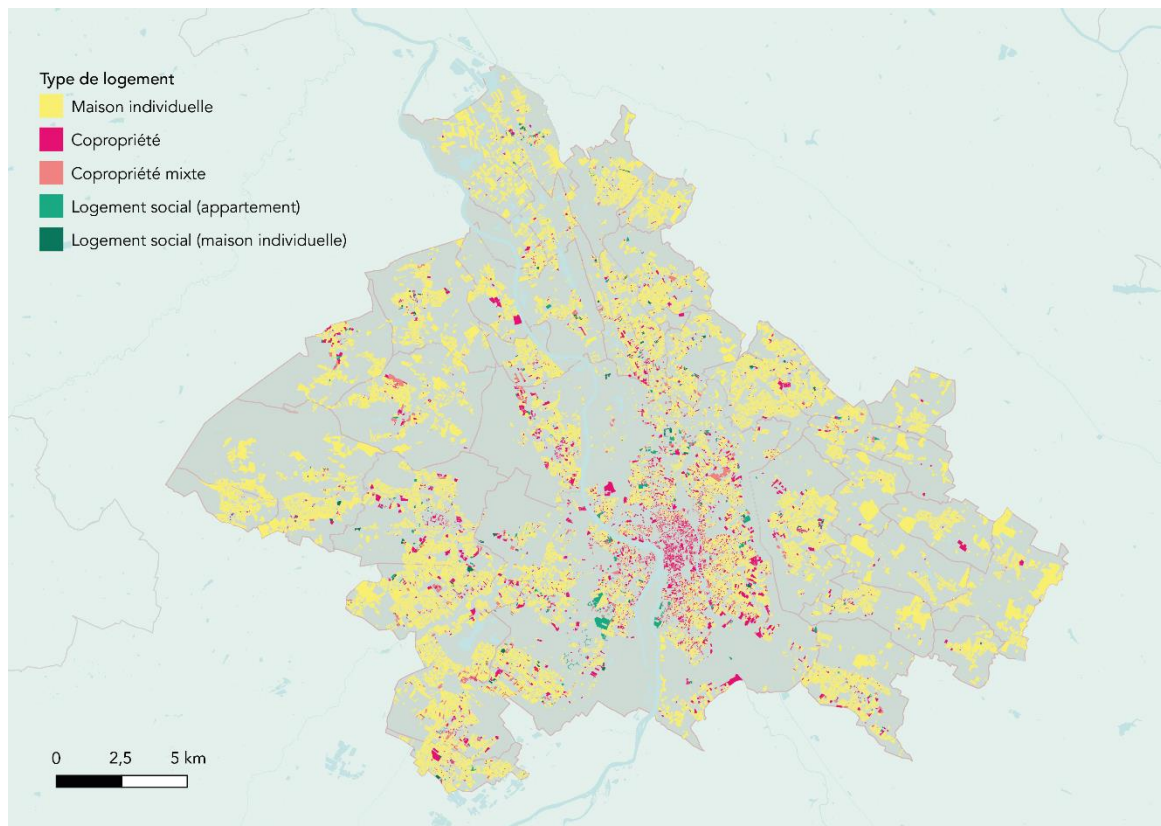 Type de logement
Maison individuelle
Copropriété
Copropriété mixte
Logement social (appartement)
Logement social (maison individuelle)
0 2,5 5 km